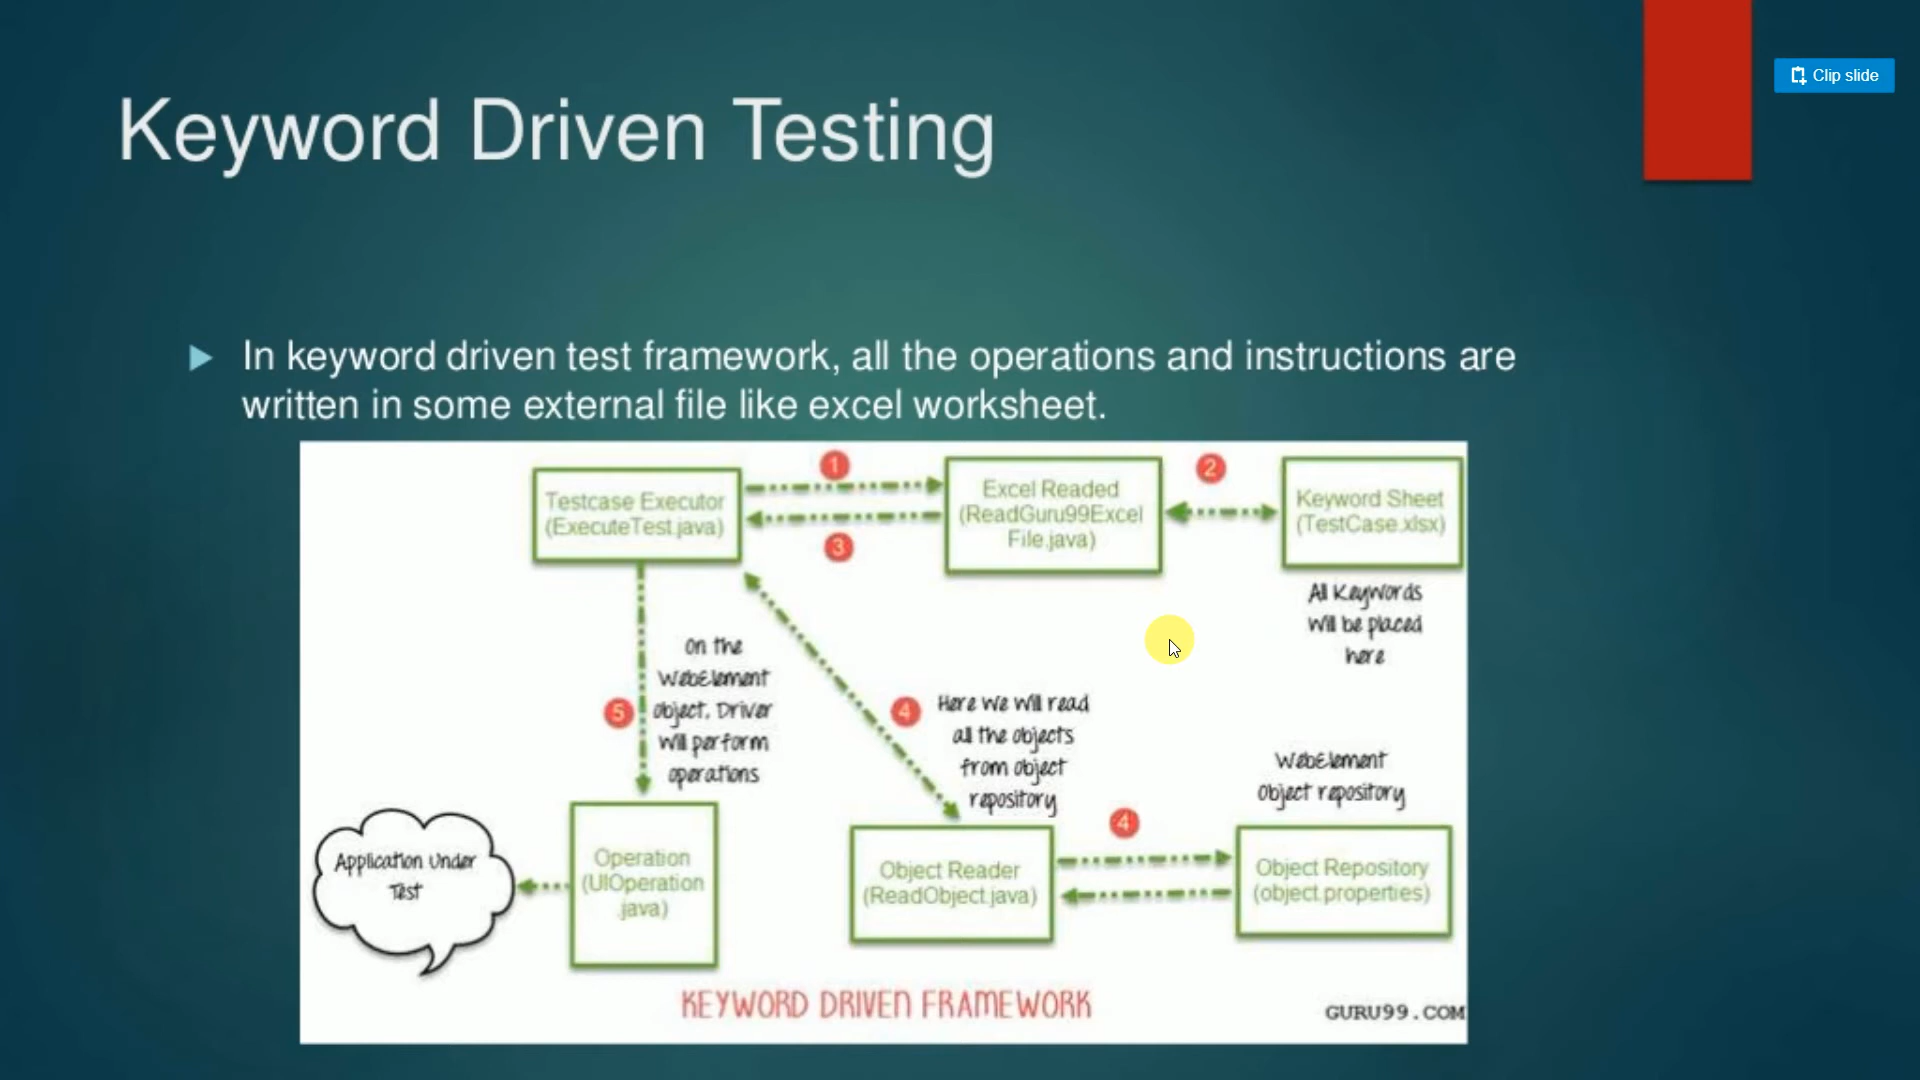 Clip slide
Keyword Driven Testing
In keyword driven test framework, all the operations and instructions are
written in some external file like excel worksheet.
1
2
Testcase Executor
(ExecuteTest.java)
Excel Readed
(ReadGuru99Excel
File.java)
Keyword Sheet
(TestCase.xlsx)
3
All Keywords
Will be placed
here
On the
WebElement
object, Driver
Will perform
operations
5
4
Here We Will read
all the objects
from object
repository
WebElement
Object repository
4
Application Under
Test
Operation
(UIOperation
.java)
Object Reader
(ReadObject.java)
Object Repository
(object.properties)
KEYWORD DRIVEN FRAMEWORK
GURU99.COM